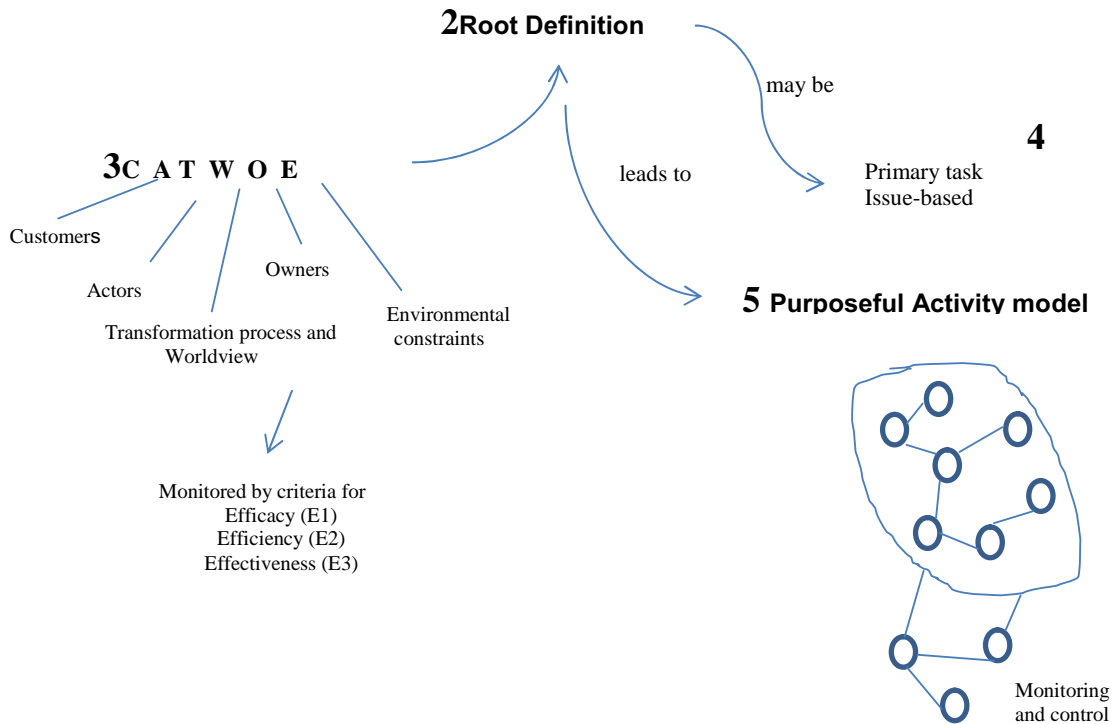 2Root Definition
may be
4
3C A T W O E
leads to
Primary task
Issue-based
Customers
Owners
Actors
5 Purposeful Activity model
Environmental
constraints
Transformation process and
Worldview
Monitored by criteria for
Efficacy (E1)
Efficiency (E2)
Effectiveness (E3)
Monitoring
and control